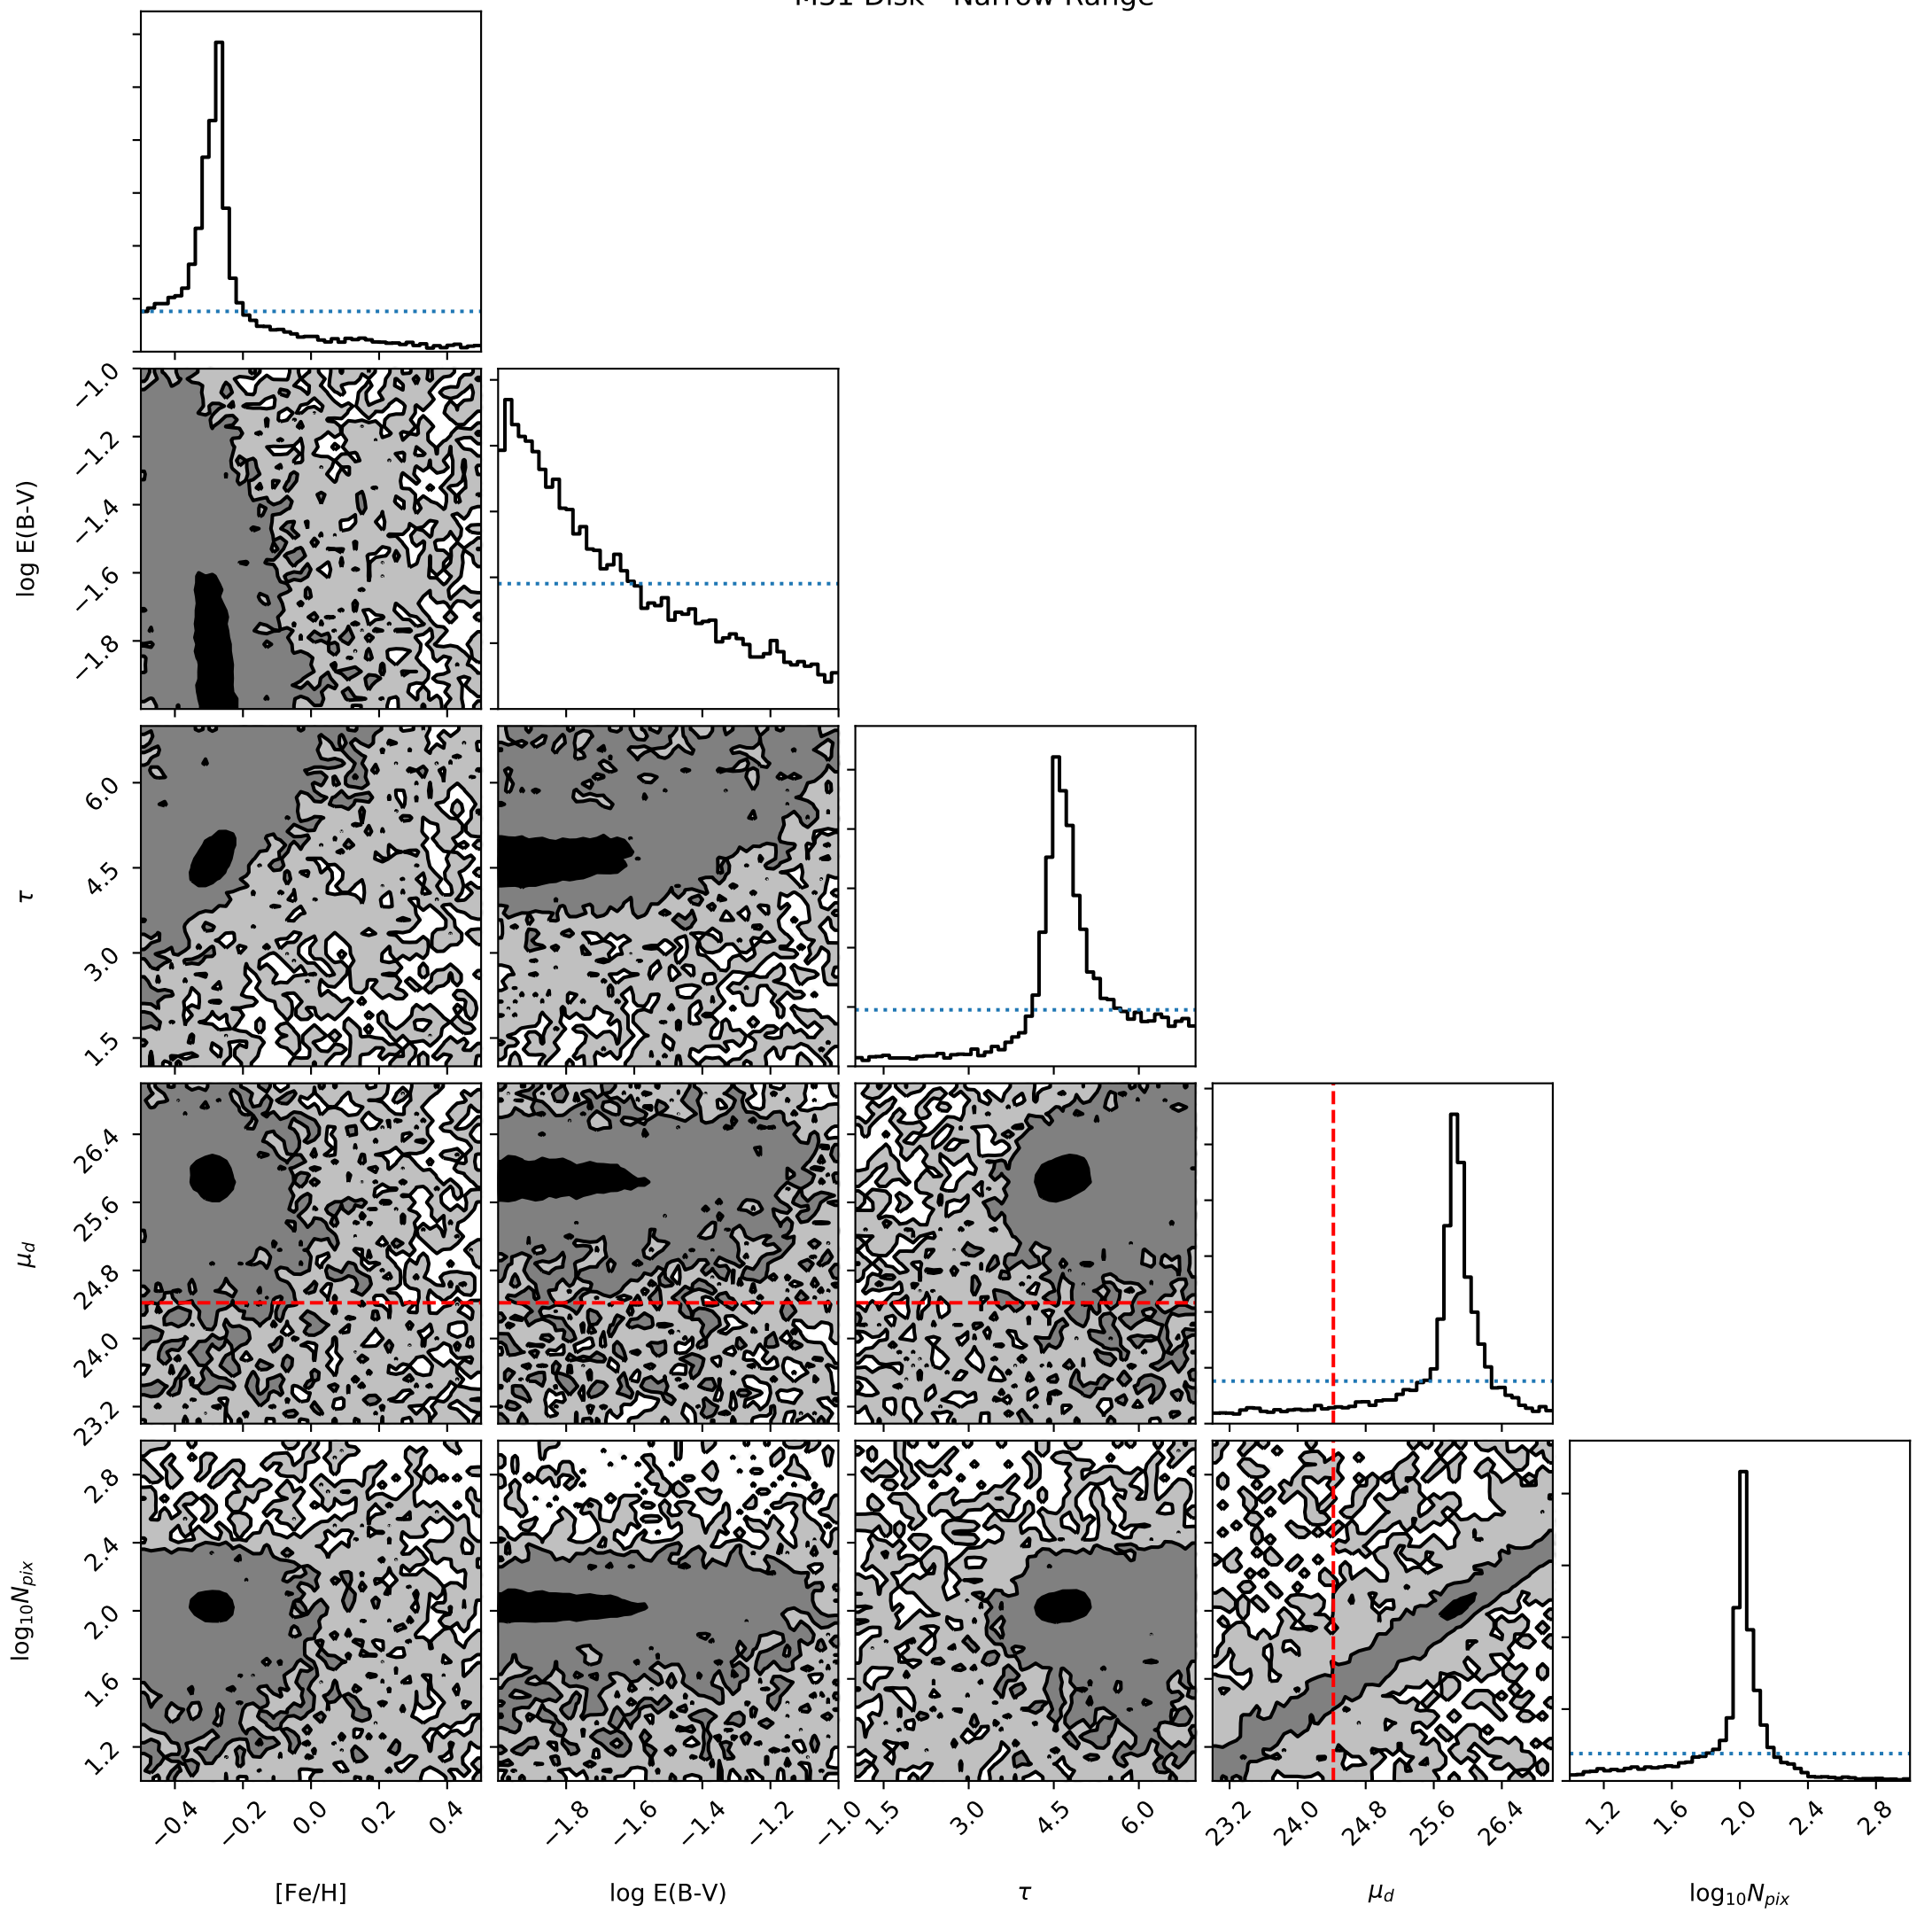 M31 Disk - Narrow Range
−1.0
−1.2
−1.4
−1.6
−1.8
log E(B-V)
6.0
4.5
3.0
1.5
τ
26.4
25.6
24.8
24.0
23.2
μd
2.8
2.4
2.0
1.6
1.2
log10Npix
−0.4 −0.2 0.0 0.2 0.4 −1.8 −1.6 −1.4 −1.2 −1.0 1.5 3.0 4.5 6.0 23.2 24.0 24.8 25.6 26.4 1.2 1.6 2.0 2.4 2.8
[Fe/H] log E(B-V) τ μd log10Npix